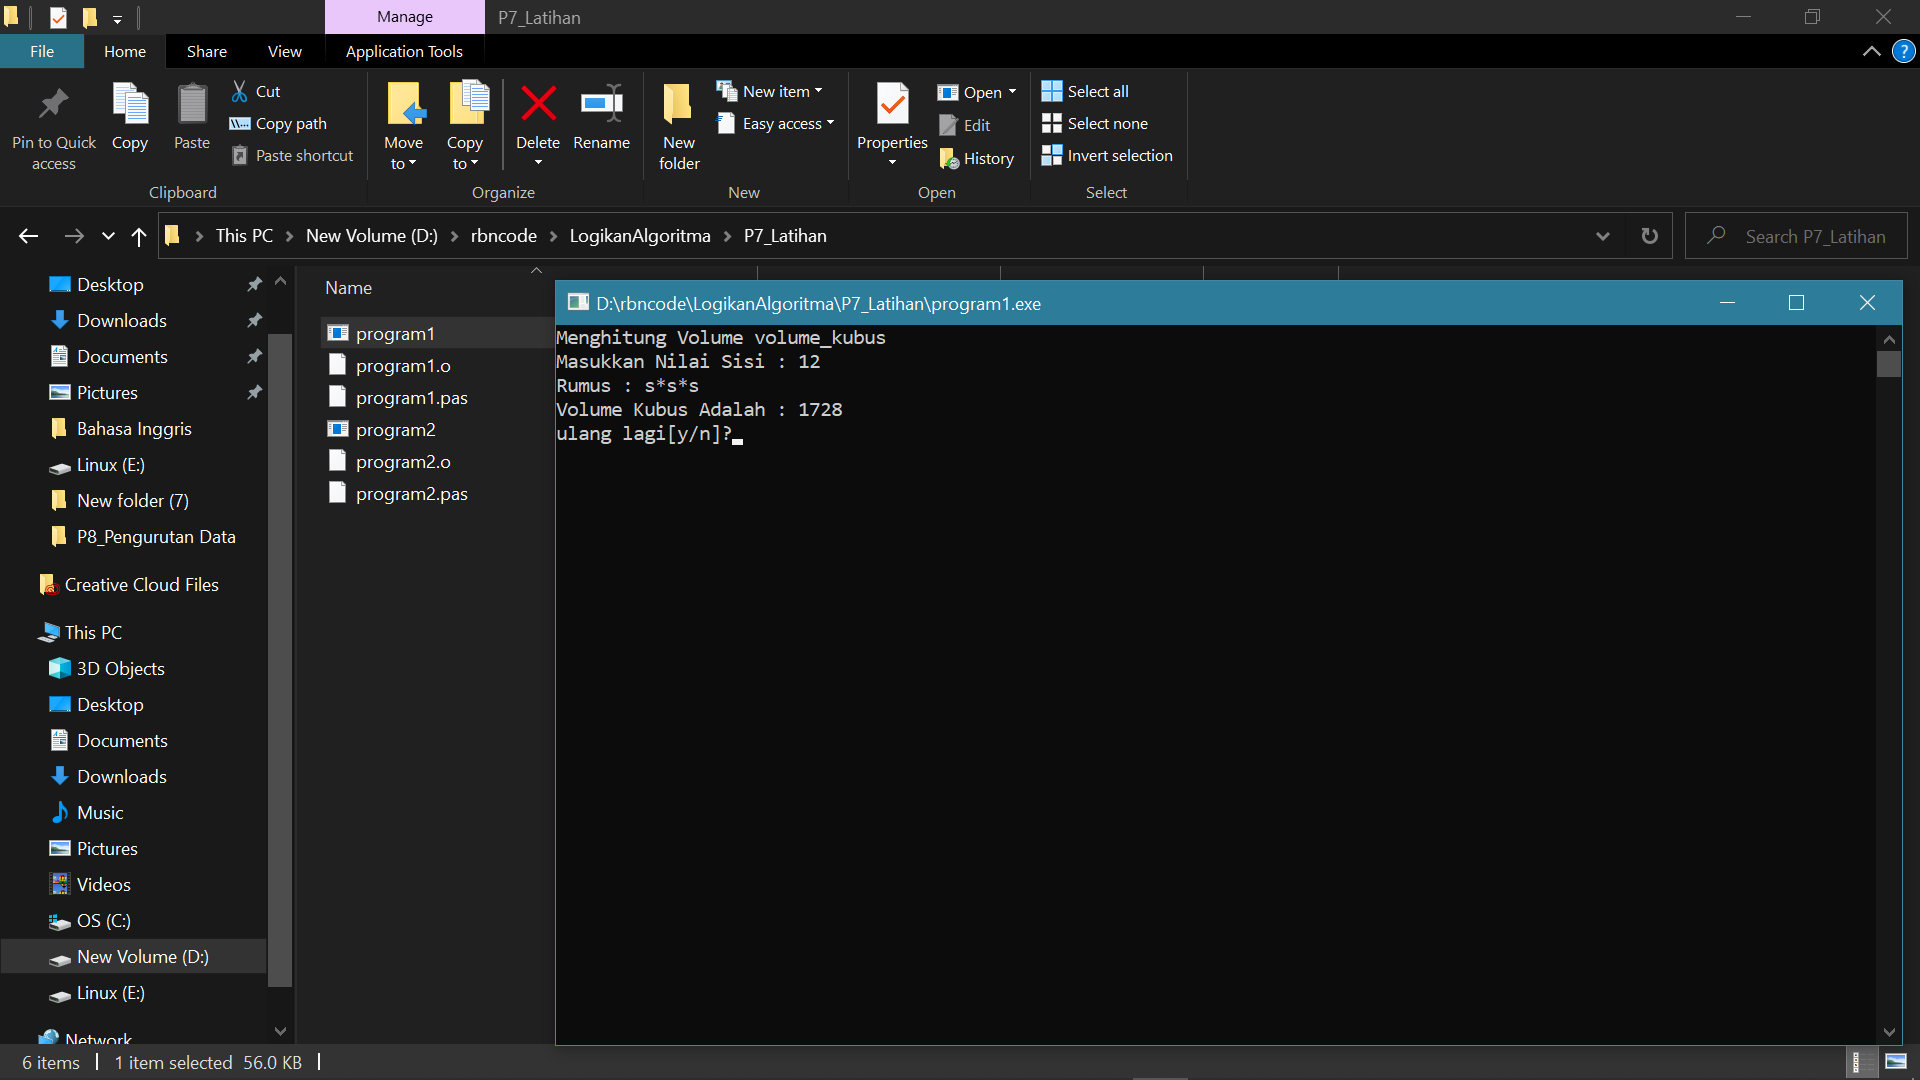 Manage
P7_Latihan
File
Home
Share
View
Application Tools
Pin to Quick access
Copy
Paste
Cut
Copy path
Paste shortcut
Clipboard
Move to
Copy to
Delete
Rename
Organize
New folder
New item
Easy access
New
Properties
Open
Edit
History
Open
Select all
Select none
Invert selection
Select
This PC
New Volume (D:)
rbncode
LogikanAlgoritma
P7_Latihan
Search P7_Latihan
Desktop
Downloads
Documents
Pictures
Bahasa Inggris
Linux (E:)
New folder (7)
P8_Pengurutan Data
Creative Cloud Files
This PC
3D Objects
Desktop
Documents
Downloads
Music
Pictures
Videos
OS (C:)
New Volume (D:)
Linux (E:)
Network
Name
program1
program1.o
program1.pas
program2
program2.o
program2.pas
D:\rbncode\LogikanAlgoritma\P7_Latihan\program1.exe
Menghitung Volume volume_kubus
Masukkan Nilai Sisi : 12
Rumus : s*s*s
Volume Kubus Adalah : 1728
ulang lagi[y/n]?
6 items
1 item selected 56.0 KB